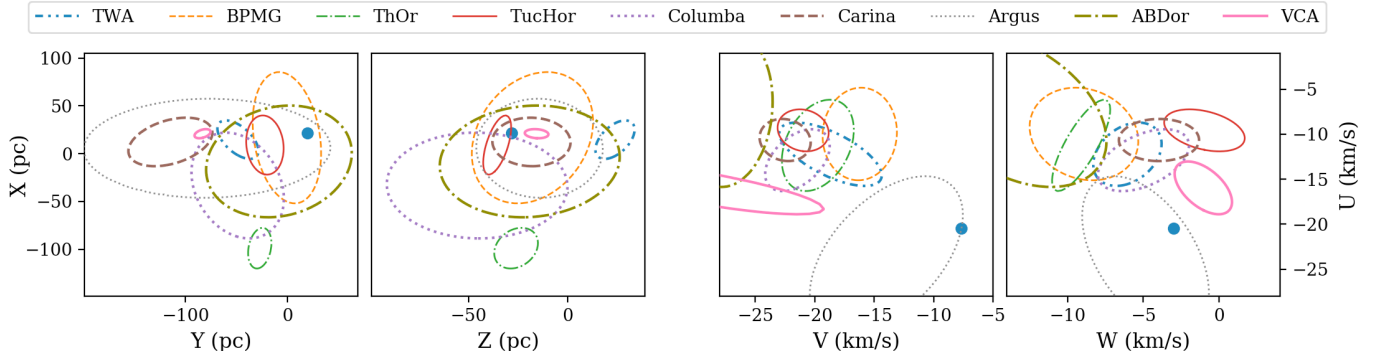 TWA BPMG ThOr TucHor Columba Carina Argus ABDor VCA
100
50
0
−50
−100
X (pc)
−100 0
Y (pc)
−50 0
Z (pc)
−25 −20 −15 −10 −5
V (km/s)
−10 −5 0
W (km/s)
−5
−10
−15
−20
−25
U (km/s)